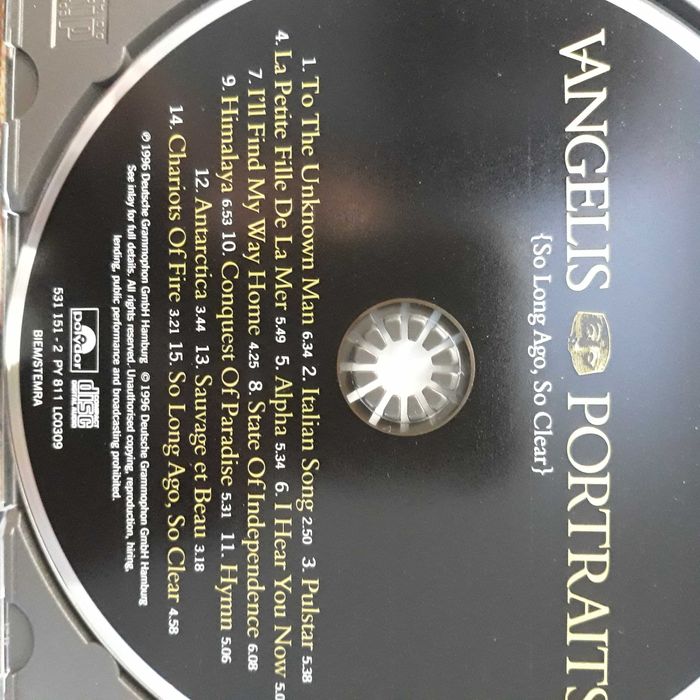 VANGELIS PORTRAITS
{So Long Ago, So Clear}
1. To The Unknown Man 6.34 2. Italian Song 2.50 3. Pulstar 5.38
4. La Petite Fille De La Mer 5.49 5. Alpha 5.34 6. I Hear You Now
7. I'll Find My Way Home 4.25 8. State Of Independence 6.08
9. Himalaya 6.53 10. Conquest Of Paradise 5.31 11. Hymn 5.06
12. Antarctica 3.44 13. Sauvage et Beau 3.18
14. Chariots Of Fire 3.21 15. So Long Ago, So Clear 4.58
℗ 1996 Deutsche Grammophon GmbH Hamburg © 1996 Deutsche Grammophon GmbH Hamburg
See inlay for full details. All rights reserved. Unauthorised copying, reproduction, hiring,
lending, public performance and broadcasting prohibited.
polydor COMPACT disc DIGITAL AUDIO
531 151 - 2 PY 811 LC0309
BIEM/STEMRA